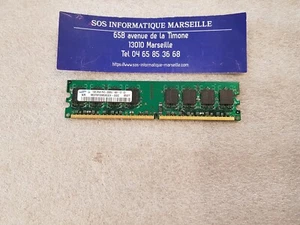 SOS INFORMATIQUE MARSEILLE
65B avenue de la Timone
13010 Marseille
Tel 04 65 85 36 68
https://www.sos-informatique-marseille.com